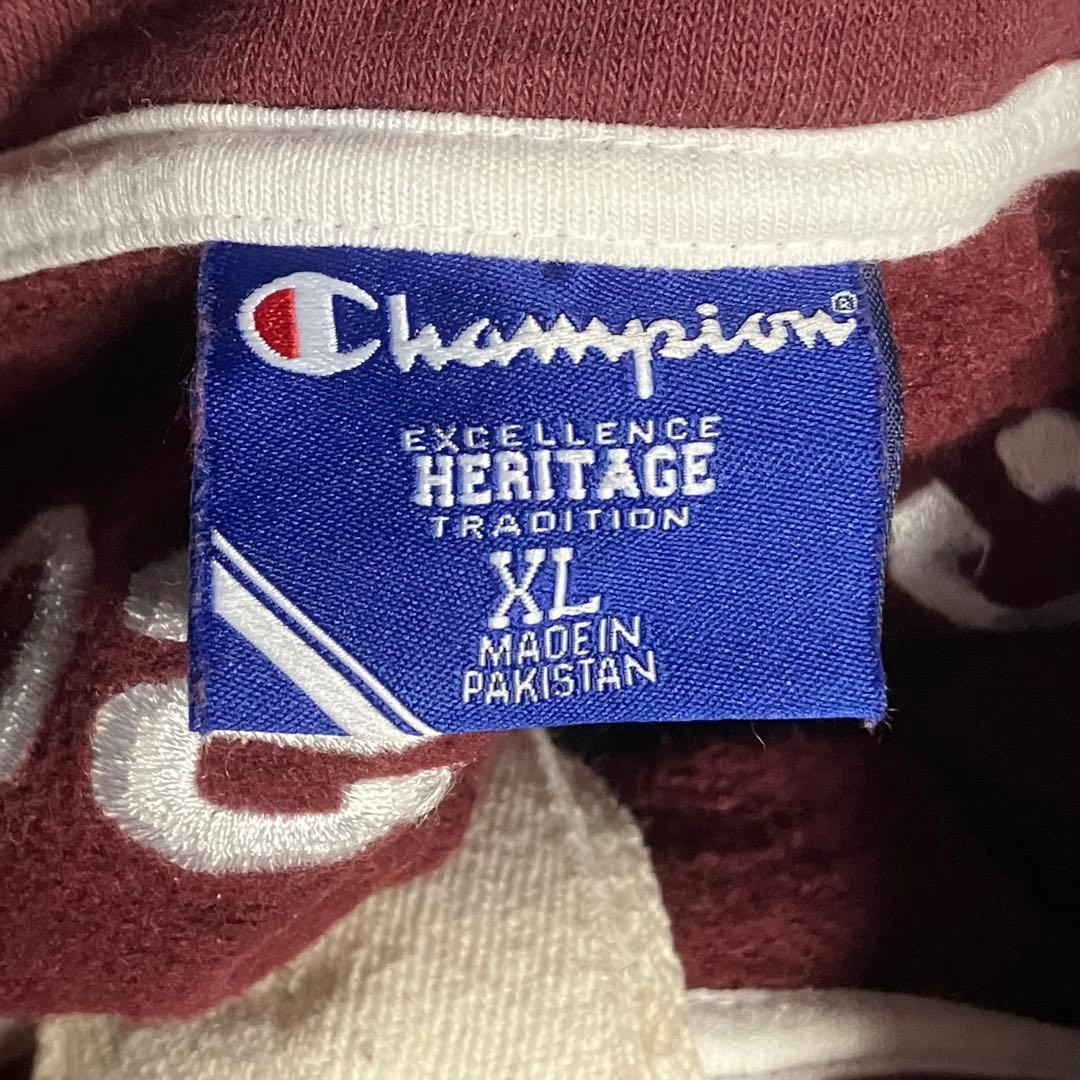 Champion®
EXCELLENCE
HERITAGE
TRADITION
XL
MADE IN
PAKISTAN